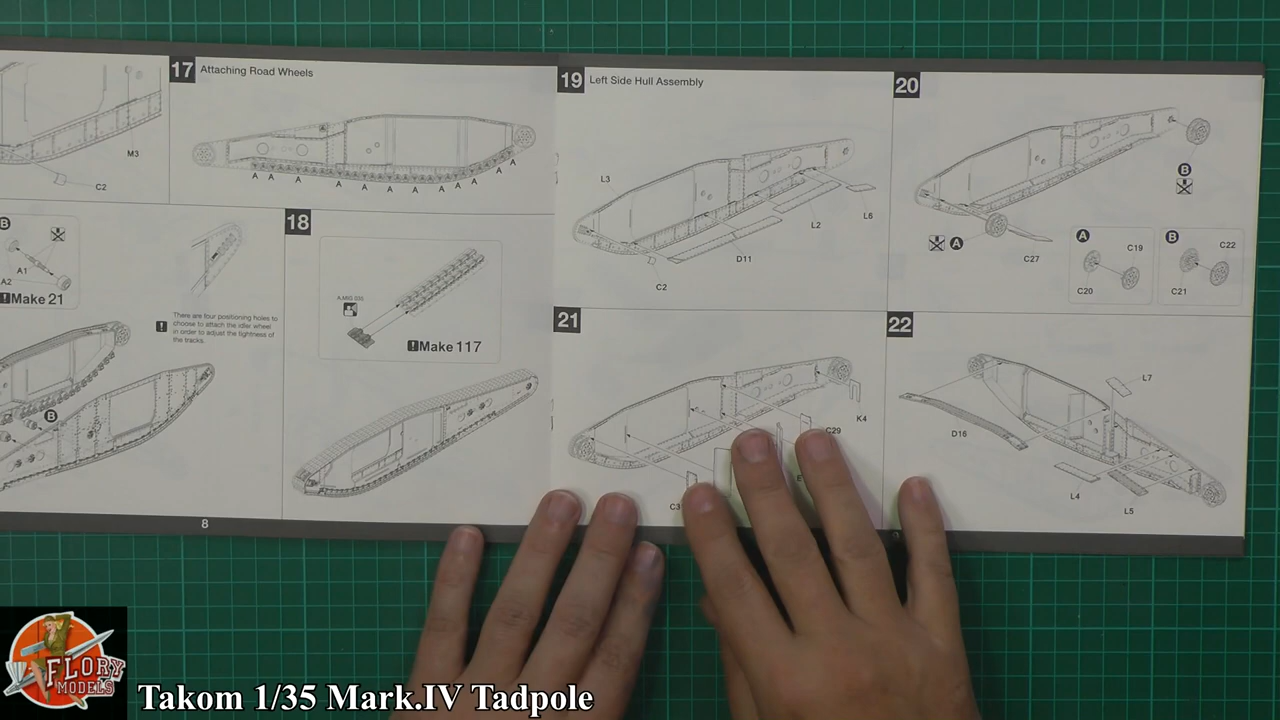 M3
C2
B
A1
A2
!Make 21
B
There are four positioning holes to
choose to attach the idler wheel
in order to adjust the tightness of
the tracks.
8
17 Attaching Road Wheels
A A A A A A A A A A A
18
A.MIG 035
!Make 117
19 Left Side Hull Assembly
L3
L6
L2
D11
C2
20
B
A
C27
A
C19
C20
B
C22
C21
21
K4
C29
E
C3
22
L7
D16
L4
L5
FLORY
MODELS
Takom 1/35 Mark.IV Tadpole